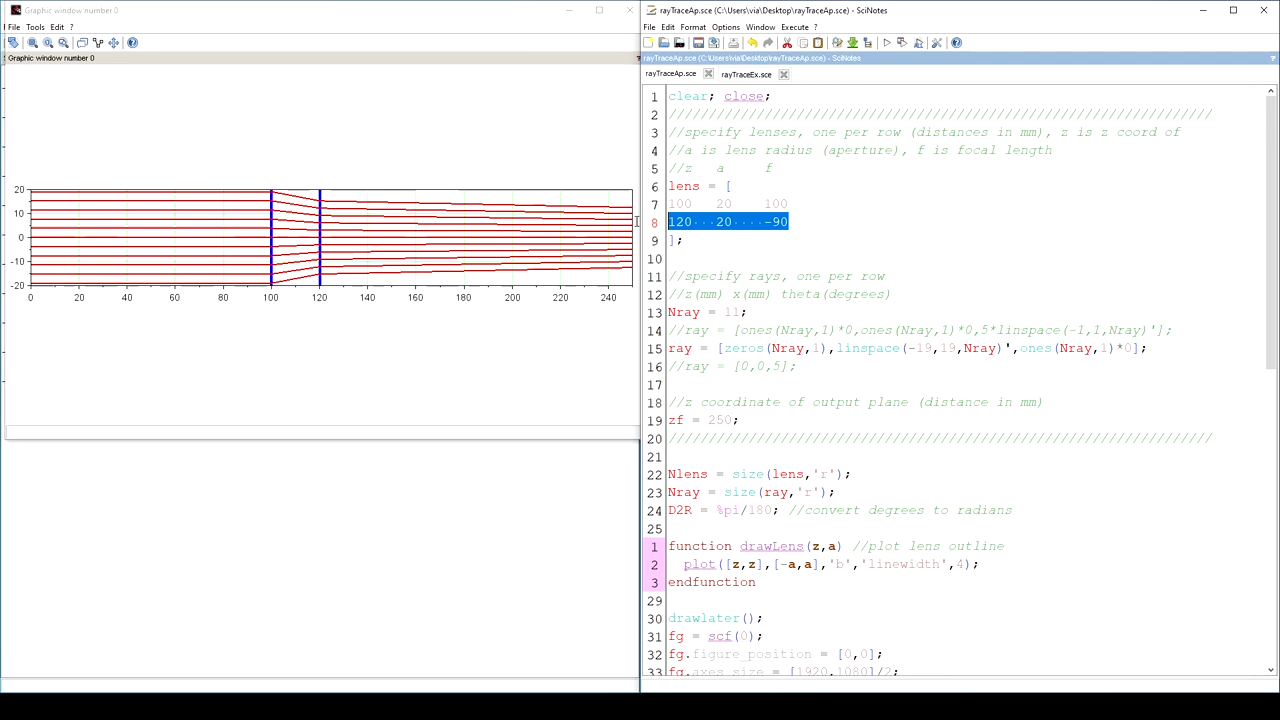 Graphic window number 0
File Tools Edit ?
Graphic window number 0
?
20
10
0
-10
-20
0 20 40 60 80 100 120 140 160 180 200 220 240
rayTraceAp.sce (C:\Users\via\Desktop\rayTraceAp.sce) - SciNotes
File Edit Format Options Window Execute ?
rayTraceAp.sce (C:\Users\via\Desktop\rayTraceAp.sce) - SciNotes
?
rayTraceAp.sce rayTraceEx.sce
1 clear; close;
2 ////////////////////////////////////////////////////////////////////
3 //specify lenses, one per row (distances in mm), z is z coord of
4 //a is lens radius (aperture), f is focal length
5 //z a f
6 lens = [
7 100 20 100
8 120···20····-90
9 ];
10
11 //specify rays, one per row
12 //z(mm) x(mm) theta(degrees)
13 Nray = 11;
14 //ray = [ones(Nray,1)*0,ones(Nray,1)*0,5*linspace(-1,1,Nray)'];
15 ray = [zeros(Nray,1),linspace(-19,19,Nray)',ones(Nray,1)*0];
16 //ray = [0,0,5];
17
18 //z coordinate of output plane (distance in mm)
19 zf = 250;
20 ////////////////////////////////////////////////////////////////////
21
22 Nlens = size(lens,'r');
23 Nray = size(ray,'r');
24 D2R = %pi/180; //convert degrees to radians
25
1 function drawLens(z,a) //plot lens outline
2 plot([z,z],[-a,a],'b','linewidth',4);
3 endfunction
29
30 drawlater();
31 fg = scf(0);
32 fg.figure_position = [0,0];
33 fg.axes_size = [1920,1080]/2;